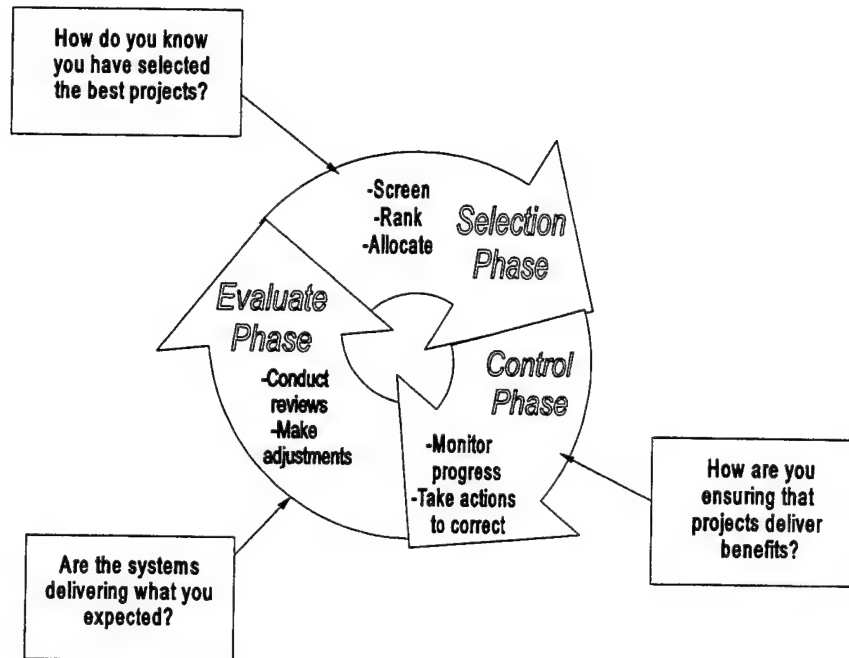 How do you know
you have selected
the best projects?
-Screen
-Rank
-Allocate
Selection
Phase
Evaluate
Phase
-Conduct
reviews
-Make
adjustments
Control
Phase
-Monitor
progress
-Take actions
to correct
How are you
ensuring that
projects deliver
benefits?
Are the systems
delivering what you
expected?